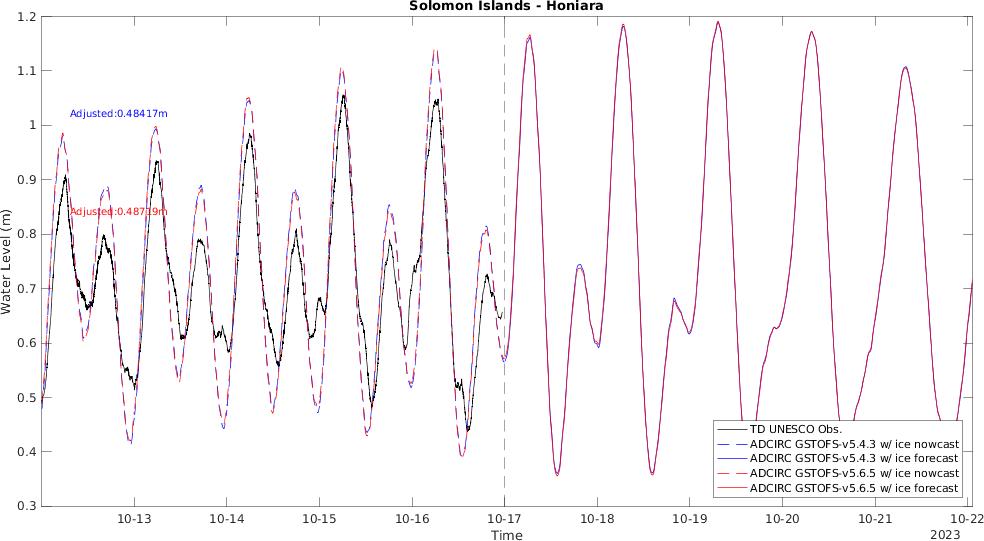 Solomon Islands - Honiara
1.2
1.1
1
0.9
0.8
0.7
0.6
0.5
0.4
0.3
Water Level (m)
Adjusted:0.48417m
Adjusted:0.48719m
TD UNESCO Obs.
ADCIRC GSTOFS-v5.4.3 w/ ice nowcast
ADCIRC GSTOFS-v5.4.3 w/ ice forecast
ADCIRC GSTOFS-v5.6.5 w/ ice nowcast
ADCIRC GSTOFS-v5.6.5 w/ ice forecast
10-13 10-14 10-15 10-16 10-17 10-18 10-19 10-20 10-21 10-22
Time
2023